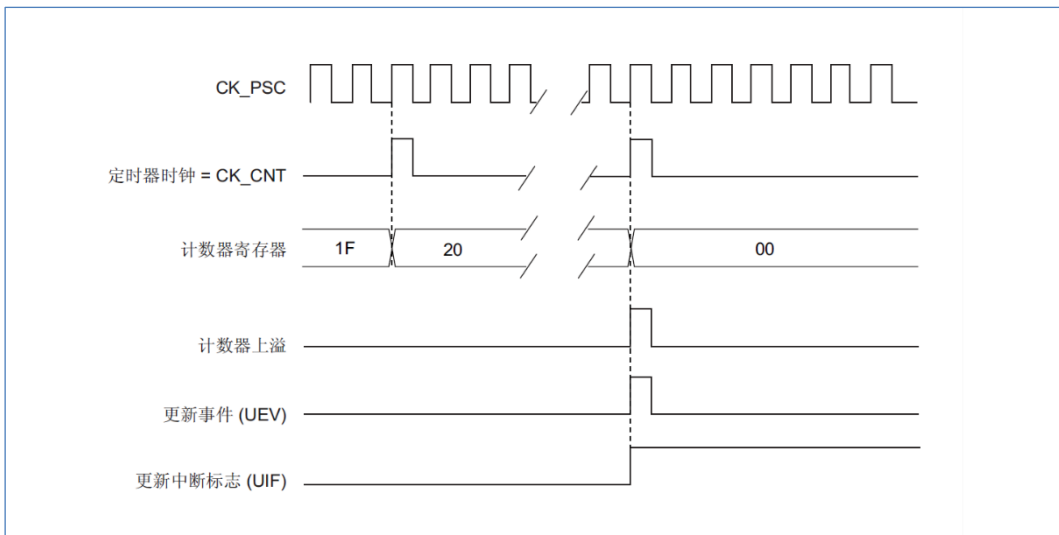 CK_PSC
定时器时钟 = CK_CNT
计数器寄存器 1F 20 00
计数器上溢
更新事件 (UEV)
更新中断标志 (UIF)